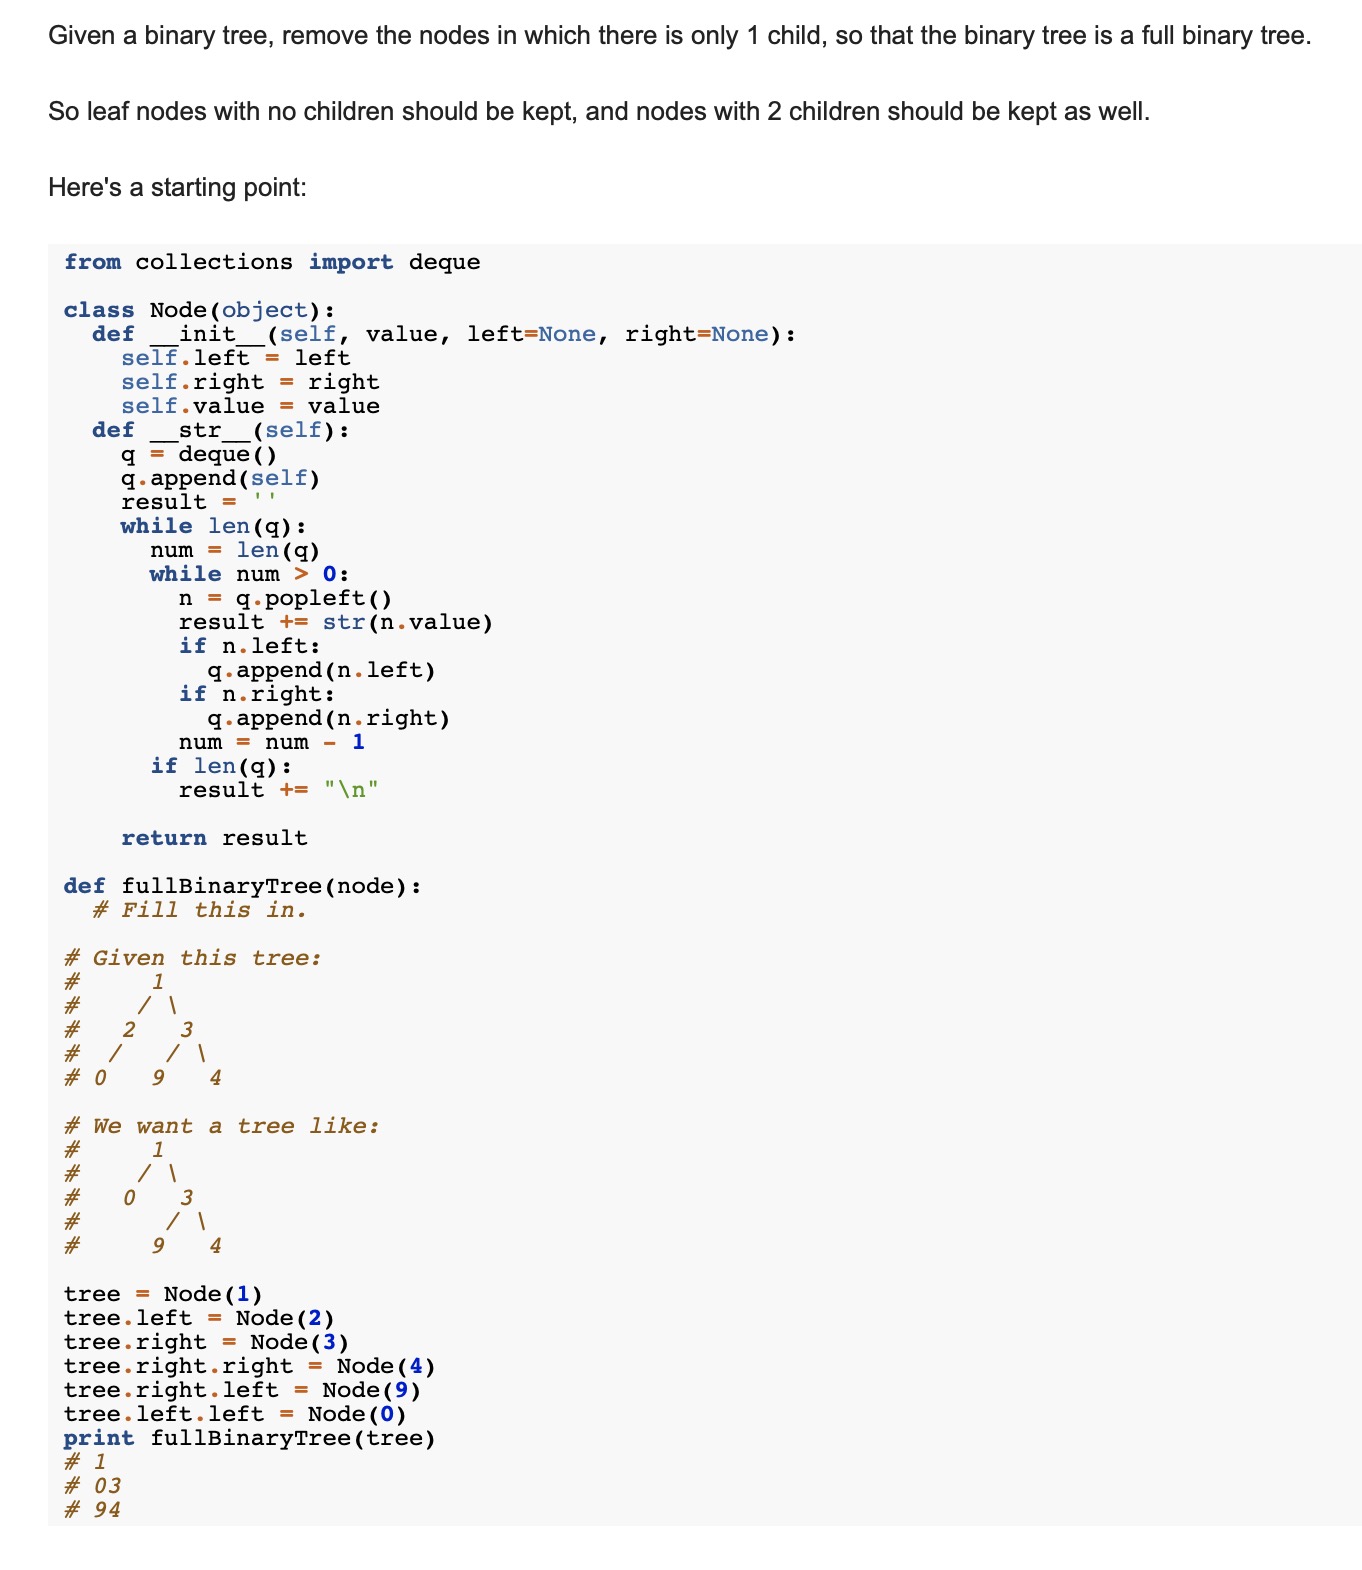 Given a binary tree, remove the nodes in which there is only 1 child, so that the binary tree is a full binary tree.
So leaf nodes with no children should be kept, and nodes with 2 children should be kept as well.
Here's a starting point:
from collections import deque
class Node(object):
  def __init__(self, value, left=None, right=None):
    self.left = left
    self.right = right
    self.value = value
  def __str__(self):
    q = deque()
    q.append(self)
    result = ''
    while len(q):
      num = len(q)
      while num > 0:
        n = q.popleft()
        result += str(n.value)
        if n.left:
          q.append(n.left)
        if n.right:
          q.append(n.right)
        num = num - 1
      if len(q):
        result += "\n"
    return result
def fullBinaryTree(node):
  # Fill this in.
# Given this tree:
#     1
#    / \
#   2   3
#  /   / \
# 0   9   4
# We want a tree like:
#     1
#    / \
#   0   3
#      / \
#     9   4
tree = Node(1)
tree.left = Node(2)
tree.right = Node(3)
tree.right.right = Node(4)
tree.right.left = Node(9)
tree.left.left = Node(0)
print fullBinaryTree(tree)
# 1
# 03
# 94